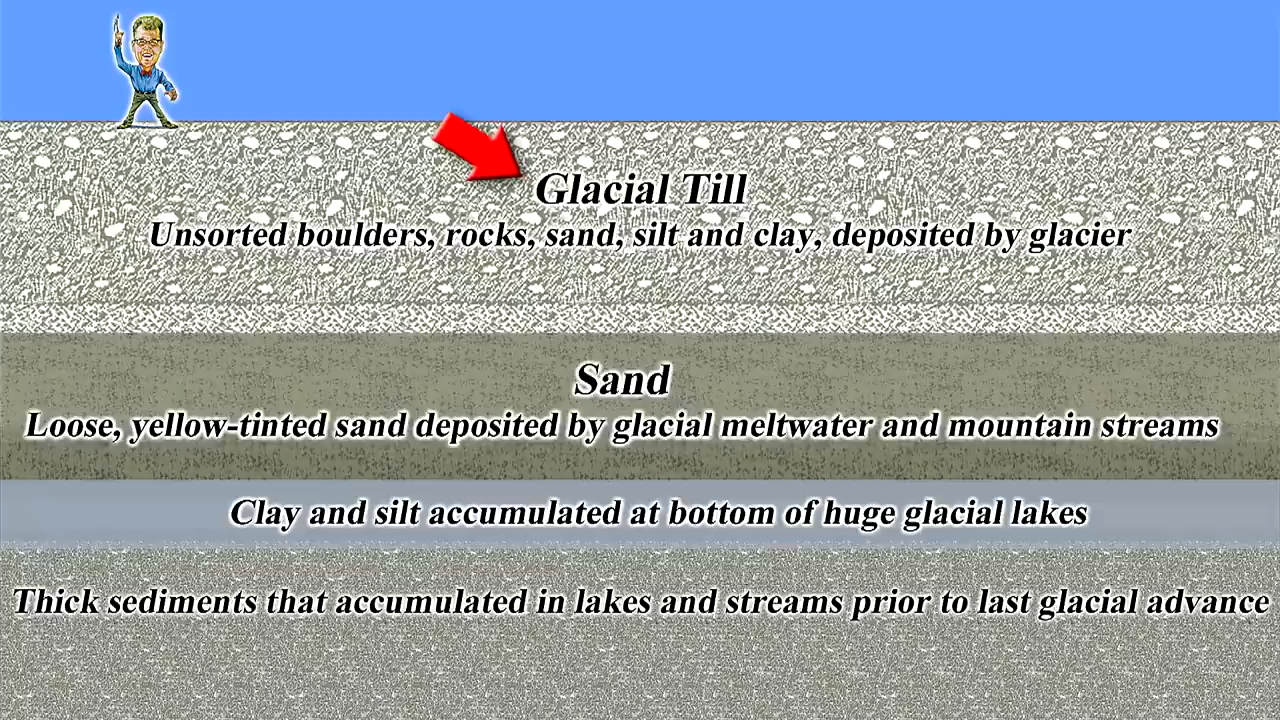 Glacial Till
Unsorted boulders, rocks, sand, silt and clay, deposited by glacier
Sand
Loose, yellow-tinted sand deposited by glacial meltwater and mountain streams
Clay and silt accumulated at bottom of huge glacial lakes
Thick sediments that accumulated in lakes and streams prior to last glacial advance